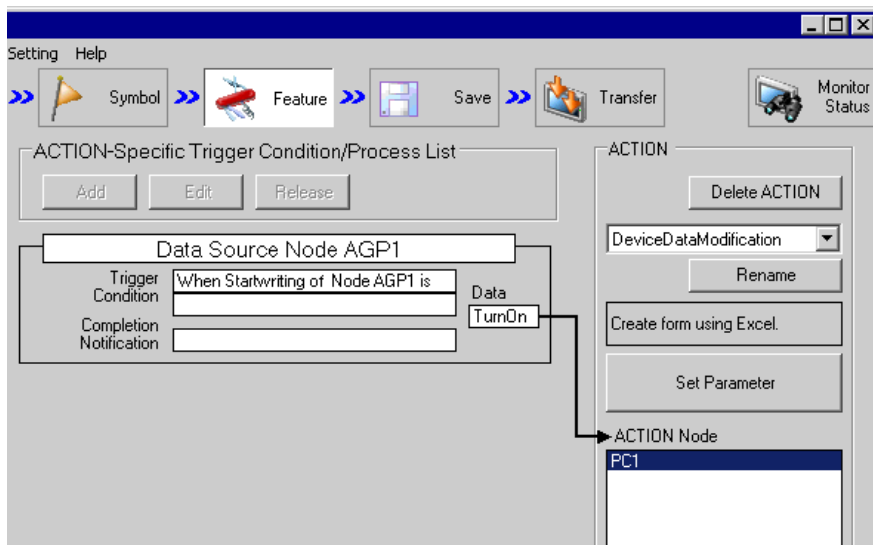 Setting Help
Symbol
Feature
Save
Transfer
Monitor
Status
ACTION-Specific Trigger Condition/Process List
Add
Edit
Release
Data Source Node AGP1
Trigger
Condition
When Startwriting of Node AGP1 is
Completion
Notification
Data
TurnOn
ACTION
Delete ACTION
DeviceDataModification
Rename
Create form using Excel.
Set Parameter
ACTION Node
PC1